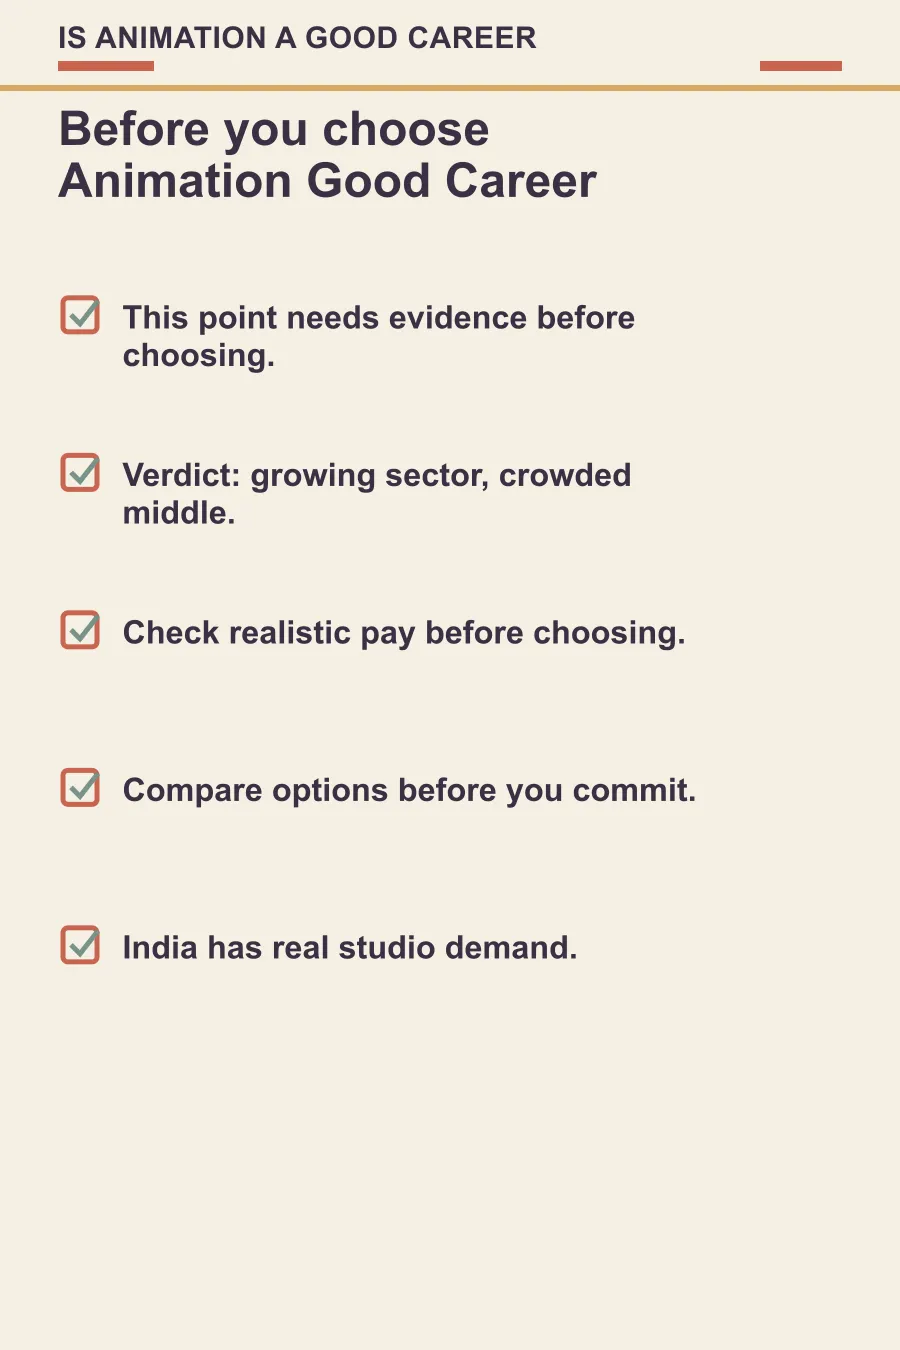 IS ANIMATION A GOOD CAREER
Before you choose
Animation Good Career
This point needs evidence before
choosing.
Verdict: growing sector, crowded
middle.
Check realistic pay before choosing.
Compare options before you commit.
India has real studio demand.